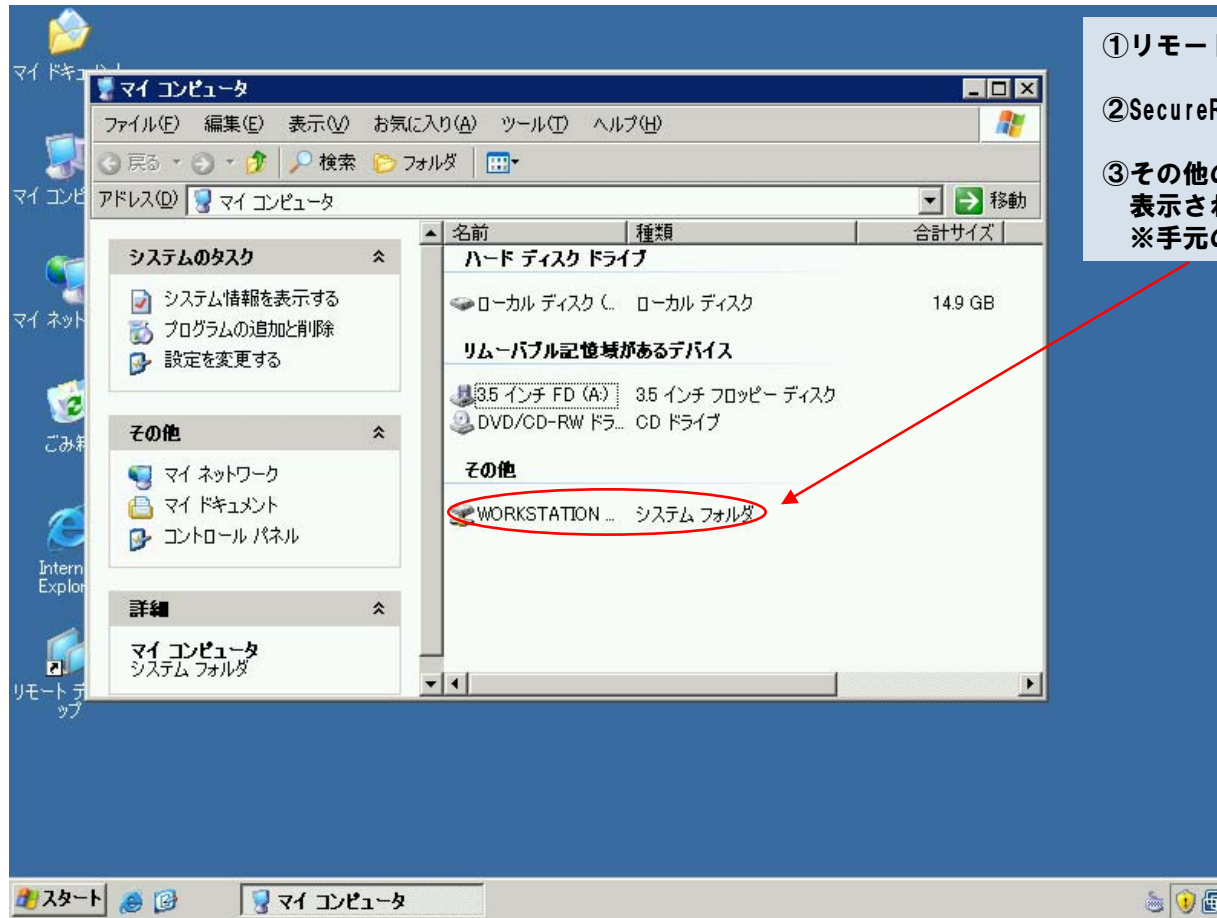 マイ ドキュメント
マイ コンピュータ
ファイル(F) 編集(E) 表示(V) お気に入り(A) ツール(T) ヘルプ(H)
戻る 検索 フォルダ
アドレス(D) マイ コンピュータ 移動
システムのタスク
システム情報を表示する
プログラムの追加と削除
設定を変更する
その他
マイ ネットワーク
マイ ドキュメント
コントロール パネル
詳細
マイ コンピュータ
システム フォルダ
名前 種類 合計サイズ
ハード ディスク ドライブ
ローカル ディスク (... ローカル ディスク 14.9 GB
リムーバブル記憶域があるデバイス
3.5 インチ FD (A:) 3.5 インチ フロッピー ディスク
DVD/CD-RW ドラ... CD ドライブ
その他
WORKSTATION ... システム フォルダ
マイ コンピ
マイ ネット
ごみ
Intern
Explor
リモート デ
ップ
①リモート
②Secure
③その他の
表示され
※手元の
スタート マイ コンピュータ